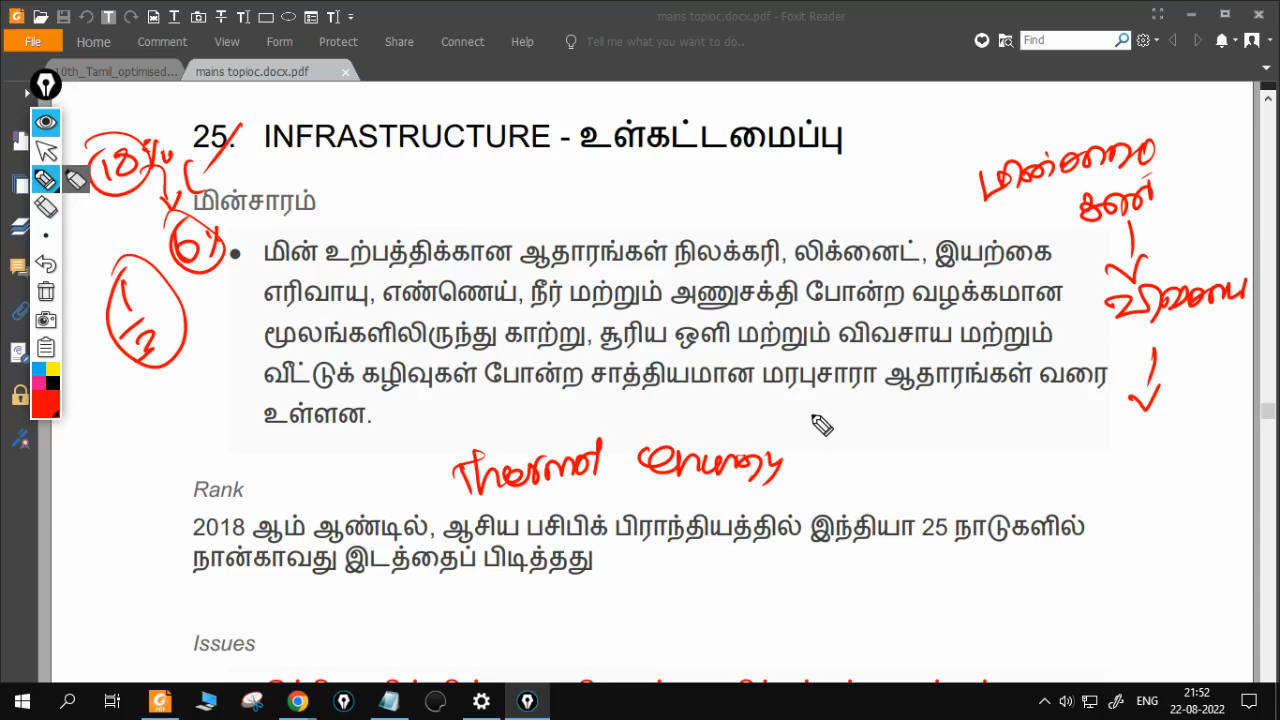 mains topioc.docx.pdf - Foxit Reader
File Home Comment View Form Protect Share Connect Help Tell me what you want to do.. Find
10th_Tamil_optimised... mains topioc.docx.pdf
25. INFRASTRUCTURE - உள்கட்டமைப்பு
18%
மின்சாரம்
6%
1/3
• மின் உற்பத்திக்கான ஆதாரங்கள் நிலக்கரி, லிக்னைட், இயற்கை
எரிவாயு, எண்ணெய், நீர் மற்றும் அணுசக்தி போன்ற வழக்கமான
மூலங்களிலிருந்து காற்று, சூரிய ஒளி மற்றும் விவசாய மற்றும்
வீட்டுக் கழிவுகள் போன்ற சாத்தியமான மரபுசாரா ஆதாரங்கள் வரை
உள்ளன.
Thermal
Rank
2018 ஆம் ஆண்டில், ஆசிய பசிபிக் பிராந்தியத்தில் இந்தியா 25 நாடுகளில்
நான்காவது இடத்தைப் பிடித்தது
Issues
ENG
21:52
22-08-2022